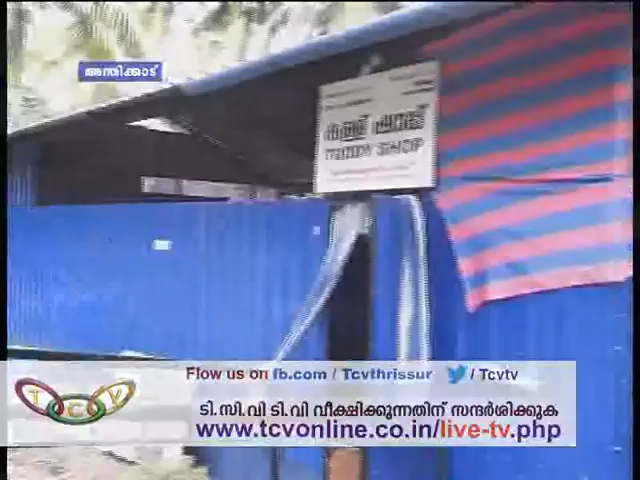 അന്തിക്കാട്
കള്ള് ഷാപ്പ്
TODDY SHOP
Flow us on fb.com / Tcvthrissur / Tcvtv
TCV
ടി.സി.വി ടി.വി വീക്ഷിക്കുന്നതിന് സന്ദർശിക്കുക
www.tcvonline.co.in/live-tv.php